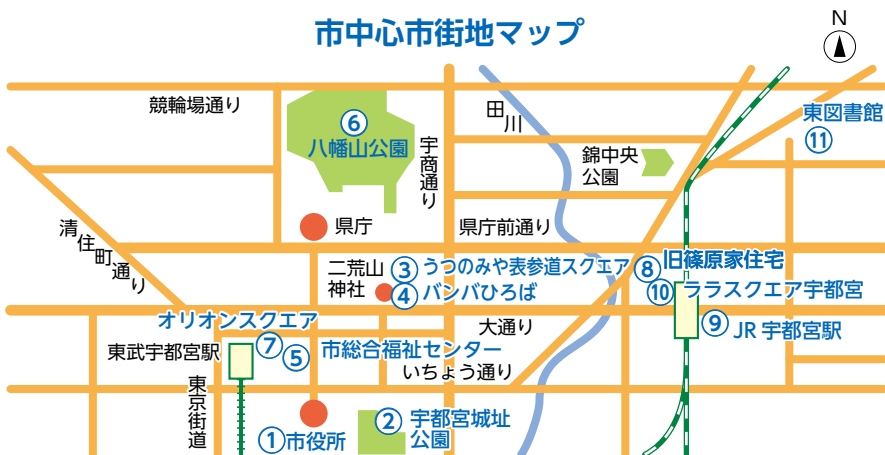 市中心市街地マップ
N
競輪場通り
⑥
八幡山公園
宇商通り
田川
錦中央
公園
東図書館
⑪
清住町通り
県庁
県庁前通り
二荒山
神社
③うつのみや表参道スクエア
④バンバひろば
⑧旧篠原家住宅
⑩ララスクエア宇都宮
⑨JR宇都宮駅
オリオンスクエア
⑦
大通り
東武宇都宮駅
⑤市総合福祉センター
いちょう通り
東京街道
①市役所
②宇都宮城址
公園